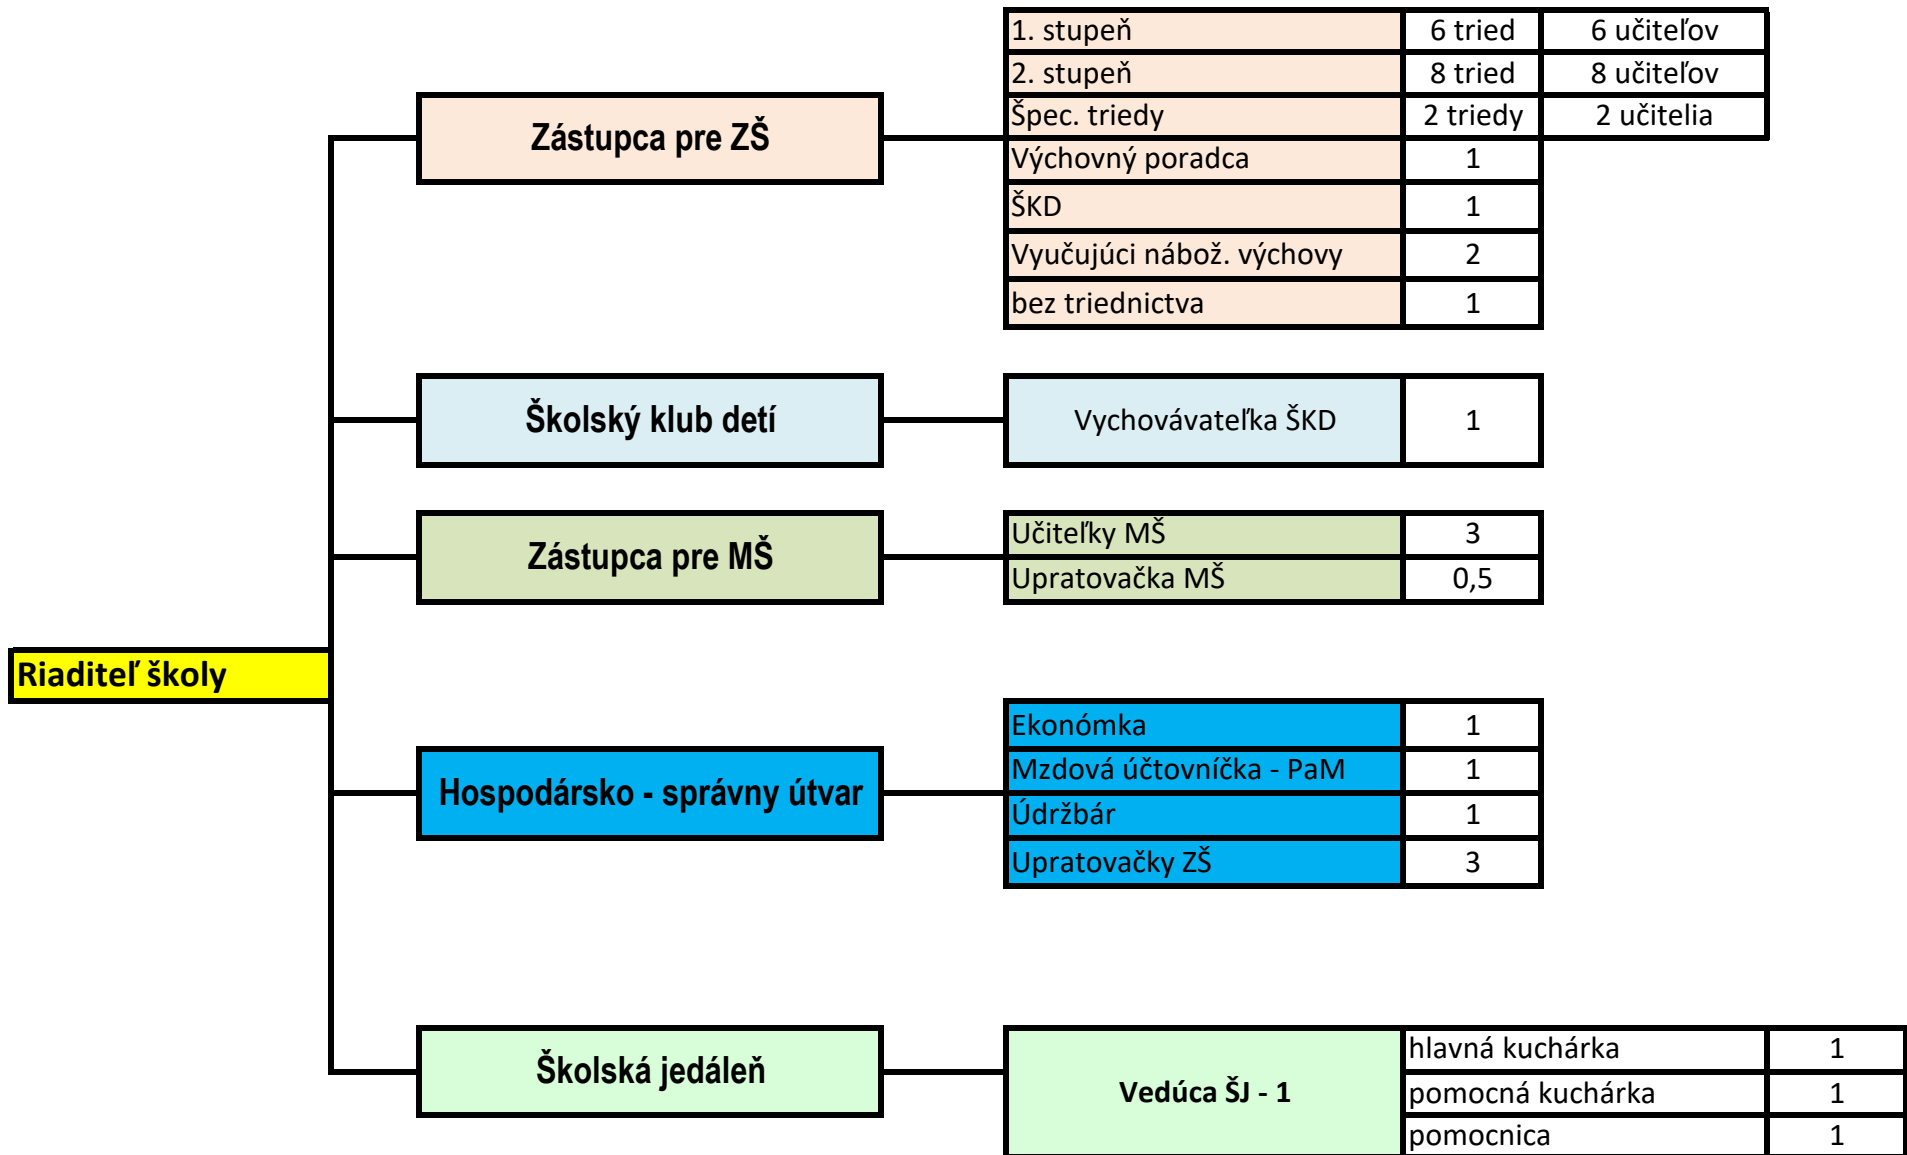 1. stupeň 6 tried 6 učiteľov
2. stupeň 8 tried 8 učiteľov
Zástupca pre ZŠ
Špec. triedy 2 triedy 2 učitelia
Výchovný poradca 1
ŠKD 1
Vyučujúci nábož. výchovy 2
bez triednictva 1
Školský klub detí
Vychovávateľka ŠKD 1
Zástupca pre MŠ
Učiteľky MŠ 3
Upratovačka MŠ 0,5
Riaditeľ školy
Hospodársko - správny útvar
Ekonómka 1
Mzdová účtovníčka - PaM 1
Údržbár 1
Upratovačky ZŠ 3
Školská jedáleň
Vedúca ŠJ - 1
hlavná kuchárka 1
pomocná kuchárka 1
pomocnica 1